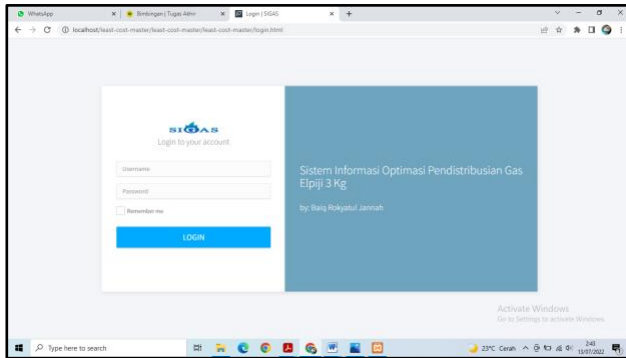 WhatsApp
Bimbingan | Tugas Akhir
Login | SIGAS
localhost/least-cost-master/least-cost-master/least-cost-master/login.html
SIGAS
Login to your account
Username
Password
Remember me
LOGIN
Sistem Informasi Optimasi Pendistribusian Gas
Elpiji 3 Kg
by: Baiq Rokyatul Jannah
Activate Windows
Go to Settings to activate Windows.
Type here to search
23°C Cerah
2:43
13/07/2022